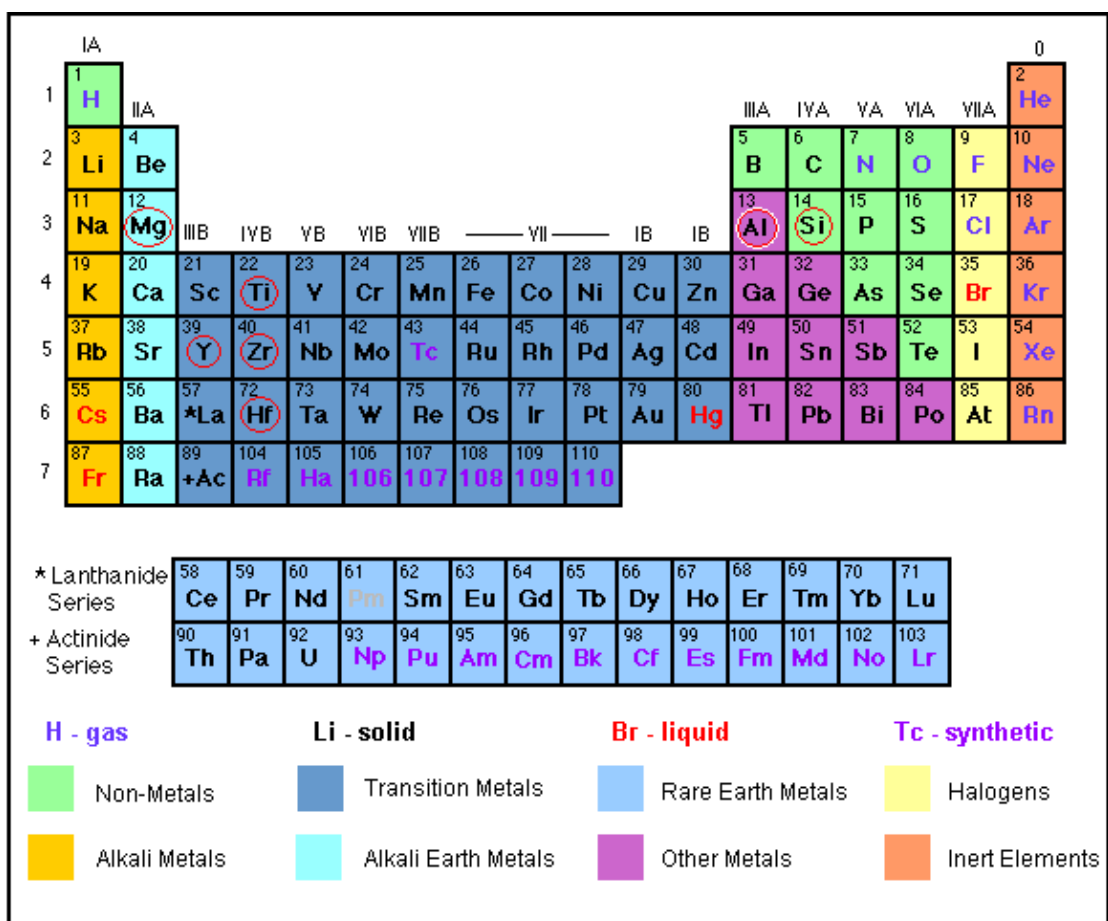 IA 0
1 2
1 H He
IIA IIIA IVA VA VIA VIIA
3 4 5 6 7 8 9 10
2 Li Be B C N O F Ne
11 12 13 14 15 16 17 18
3 Na Mg Al Si P S Cl Ar
IIIB IVB VB VIB VIIB VII IB IB
19 20 21 22 23 24 25 26 27 28 29 30 31 32 33 34 35 36
4 K Ca Sc Ti V Cr Mn Fe Co Ni Cu Zn Ga Ge As Se Br Kr
37 38 39 40 41 42 43 44 45 46 47 48 49 50 51 52 53 54
5 Rb Sr Y Zr Nb Mo Tc Ru Rh Pd Ag Cd In Sn Sb Te I Xe
55 56 57 72 73 74 75 76 77 78 79 80 81 82 83 84 85 86
6 Cs Ba *La Hf Ta W Re Os Ir Pt Au Hg Tl Pb Bi Po At Rn
87 88 89 104 105 106 107 108 109 110
7 Fr Ra +Ac Rf Ha 106 107 108 109 110
* Lanthanide Series
58 59 60 61 62 63 64 65 66 67 68 69 70 71
Ce Pr Nd Pm Sm Eu Gd Tb Dy Ho Er Tm Yb Lu
+ Actinide Series
90 91 92 93 94 95 96 97 98 99 100 101 102 103
Th Pa U Np Pu Am Cm Bk Cf Es Fm Md No Lr
H - gas Li - solid Br - liquid Tc - synthetic
Non-Metals Transition Metals Rare Earth Metals Halogens
Alkali Metals Alkali Earth Metals Other Metals Inert Elements